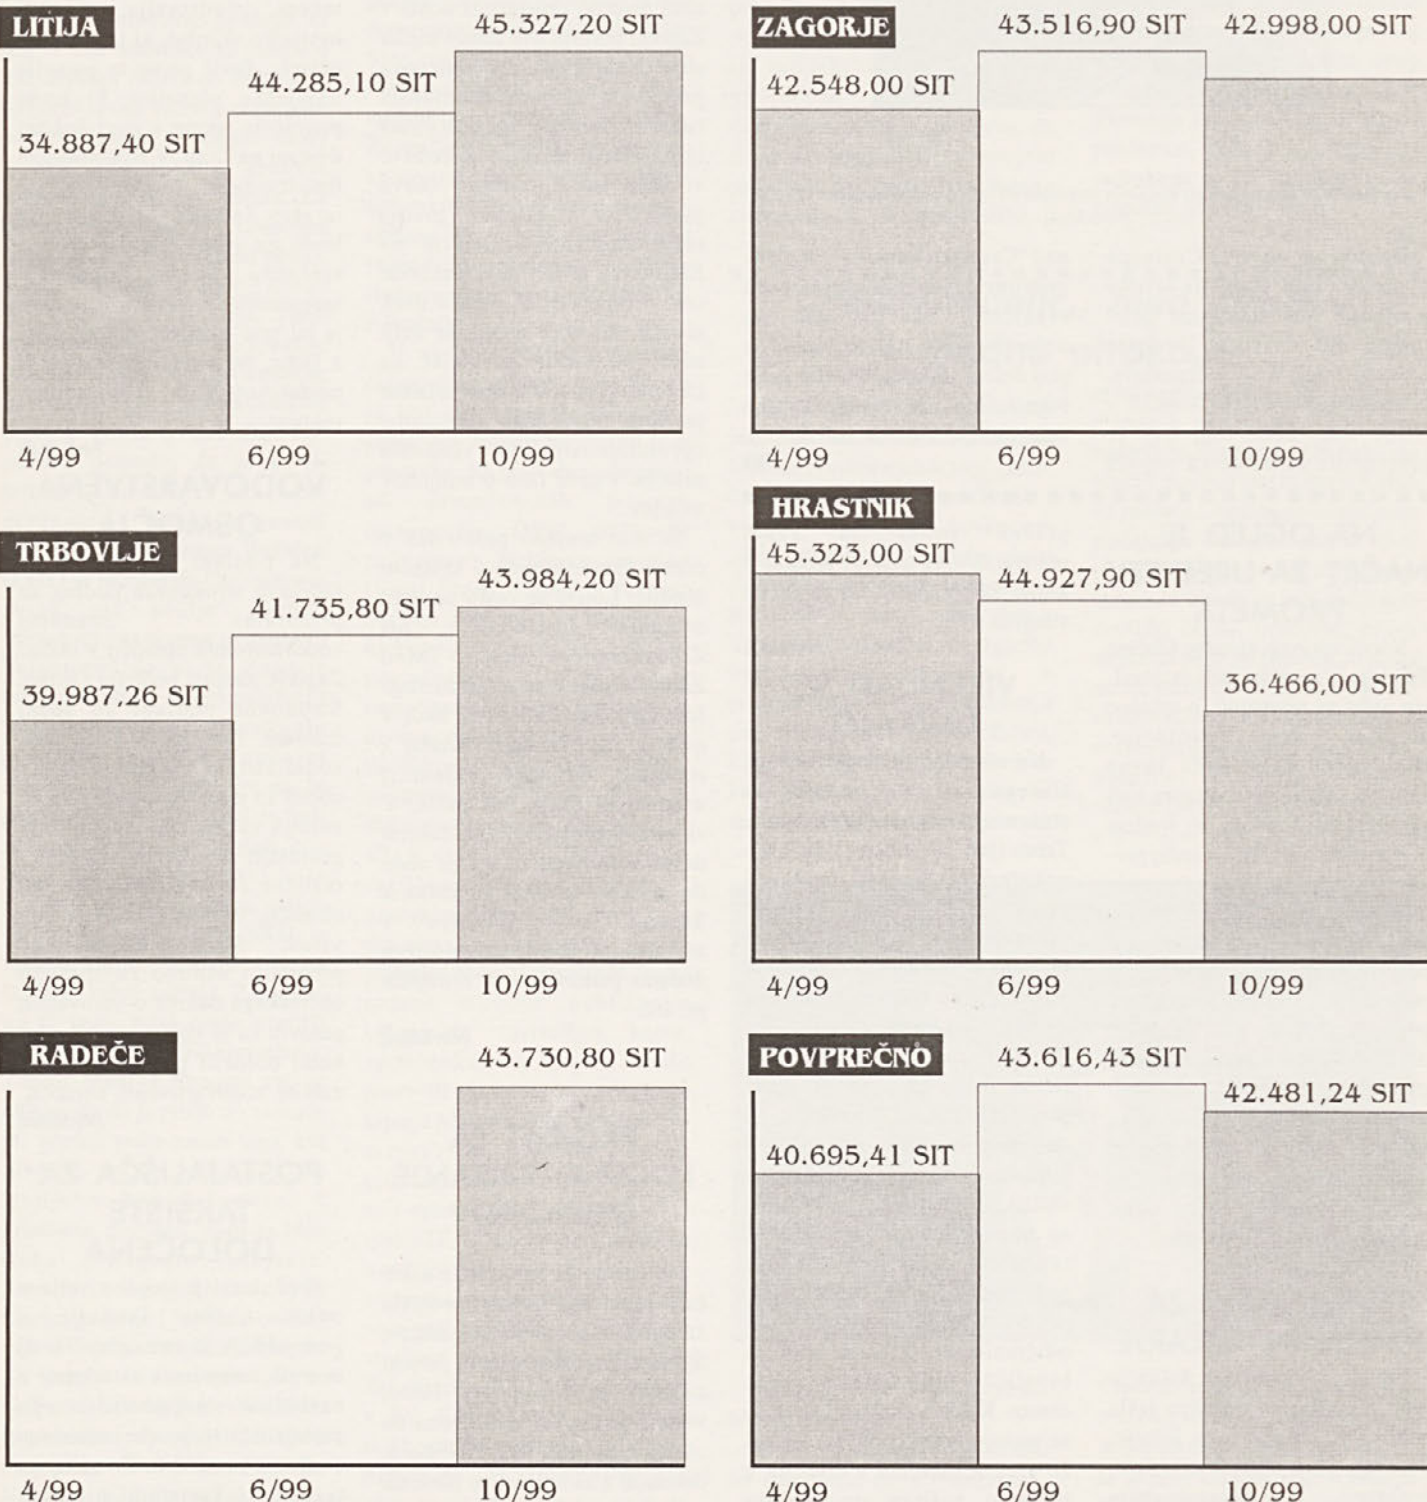 LITIJA
45.327,20 SIT
44.285,10 SIT
34.887,40 SIT
4/99 6/99 10/99
ZAGORJE
43.516,90 SIT 42.998,00 SIT
42.548,00 SIT
4/99 6/99 10/99
TRBOVLJE
43.984,20 SIT
41.735,80 SIT
39.987,26 SIT
4/99 6/99 10/99
HRASTNIK
45.323,00 SIT
44.927,90 SIT
36.466,00 SIT
4/99 6/99 10/99
RADEČE
43.730,80 SIT
4/99 6/99 10/99
POVPREČNO
43.616,43 SIT
42.481,24 SIT
40.695,41 SIT
4/99 6/99 10/99